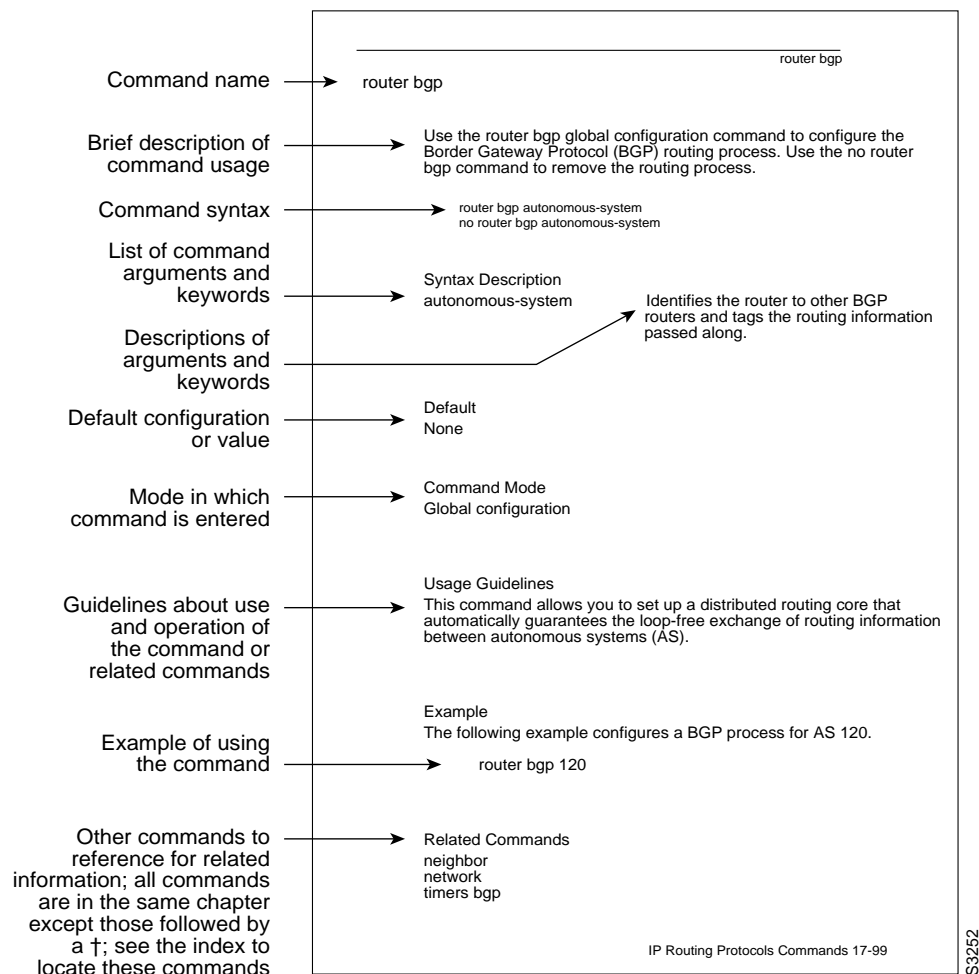 router bgp
Command name
router bgp
Brief description of
command usage
Use the router bgp global configuration command to configure the
Border Gateway Protocol (BGP) routing process. Use the no router
bgp command to remove the routing process.
Command syntax
router bgp autonomous-system
no router bgp autonomous-system
List of command
arguments and
keywords
Syntax Description
autonomous-system
Identifies the router to other BGP
routers and tags the routing information
passed along.
Descriptions of
arguments and
keywords
Default configuration
or value
Default
None
Mode in which
command is entered
Command Mode
Global configuration
Guidelines about use
and operation of
the command or
related commands
Usage Guidelines
This command allows you to set up a distributed routing core that
automatically guarantees the loop-free exchange of routing information
between autonomous systems (AS).
Example of using
the command
Example
The following example configures a BGP process for AS 120.
router bgp 120
Other commands to
reference for related
information; all commands
are in the same chapter
except those followed by
a †; see the index to
locate these commands
Related Commands
neighbor
network
timers bgp
IP Routing Protocols Commands 17-99
S3252